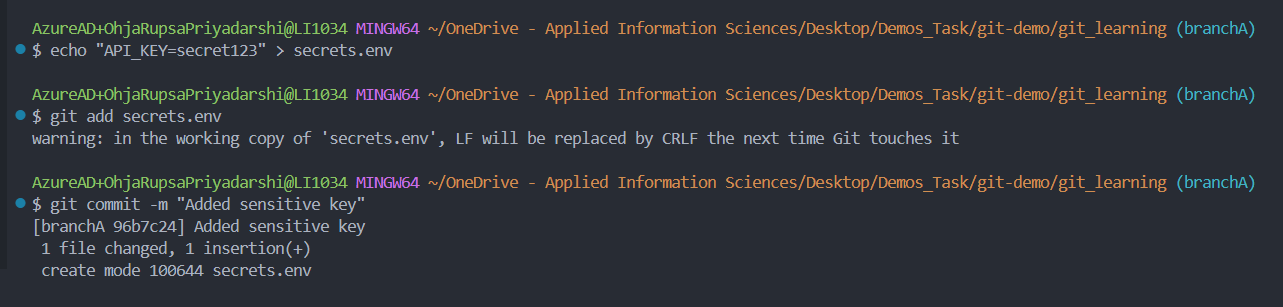 AzureAD+OhjaRupsaPriyadarshi@LI1034 MINGW64 ~/OneDrive - Applied Information Sciences/Desktop/Demos_Task/git-demo/git_learning (branchA)
$ echo "API_KEY=secret123" > secrets.env
AzureAD+OhjaRupsaPriyadarshi@LI1034 MINGW64 ~/OneDrive - Applied Information Sciences/Desktop/Demos_Task/git-demo/git_learning (branchA)
$ git add secrets.env
warning: in the working copy of 'secrets.env', LF will be replaced by CRLF the next time Git touches it
AzureAD+OhjaRupsaPriyadarshi@LI1034 MINGW64 ~/OneDrive - Applied Information Sciences/Desktop/Demos_Task/git-demo/git_learning (branchA)
$ git commit -m "Added sensitive key"
[branchA 96b7c24] Added sensitive key
 1 file changed, 1 insertion(+)
 create mode 100644 secrets.env